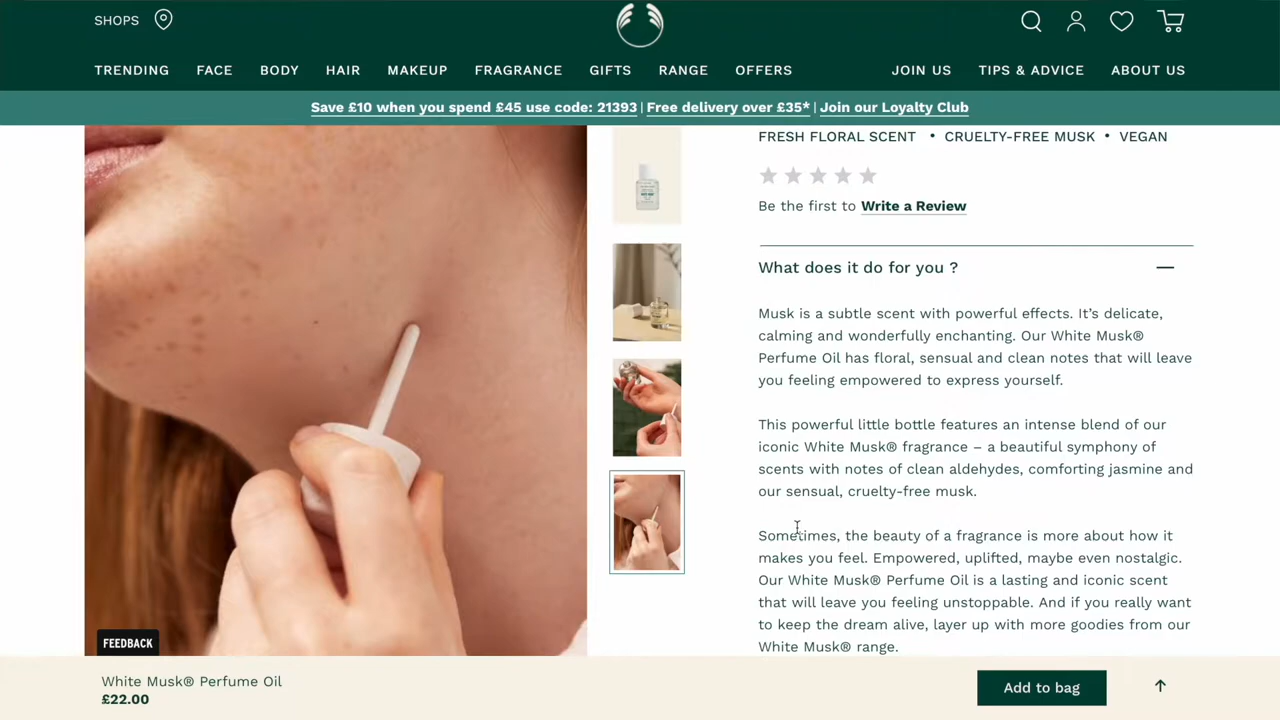 SHOPS
TRENDING FACE BODY HAIR MAKEUP FRAGRANCE GIFTS RANGE OFFERS JOIN US TIPS & ADVICE ABOUT US
Save £10 when you spend £45 use code: 21393 | Free delivery over £35* | Join our Loyalty Club
FRESH FLORAL SCENT • CRUELTY-FREE MUSK • VEGAN
Be the first to Write a Review
What does it do for you ?
Musk is a subtle scent with powerful effects. It’s delicate,
calming and wonderfully enchanting. Our White Musk®
Perfume Oil has floral, sensual and clean notes that will leave
you feeling empowered to express yourself.
This powerful little bottle features an intense blend of our
iconic White Musk® fragrance – a beautiful symphony of
scents with notes of clean aldehydes, comforting jasmine and
our sensual, cruelty-free musk.
Sometimes, the beauty of a fragrance is more about how it
makes you feel. Empowered, uplifted, maybe even nostalgic.
Our White Musk® Perfume Oil is a lasting and iconic scent
that will leave you feeling unstoppable. And if you really want
to keep the dream alive, layer up with more goodies from our
White Musk® range.
FEEDBACK
White Musk® Perfume Oil
£22.00
Add to bag